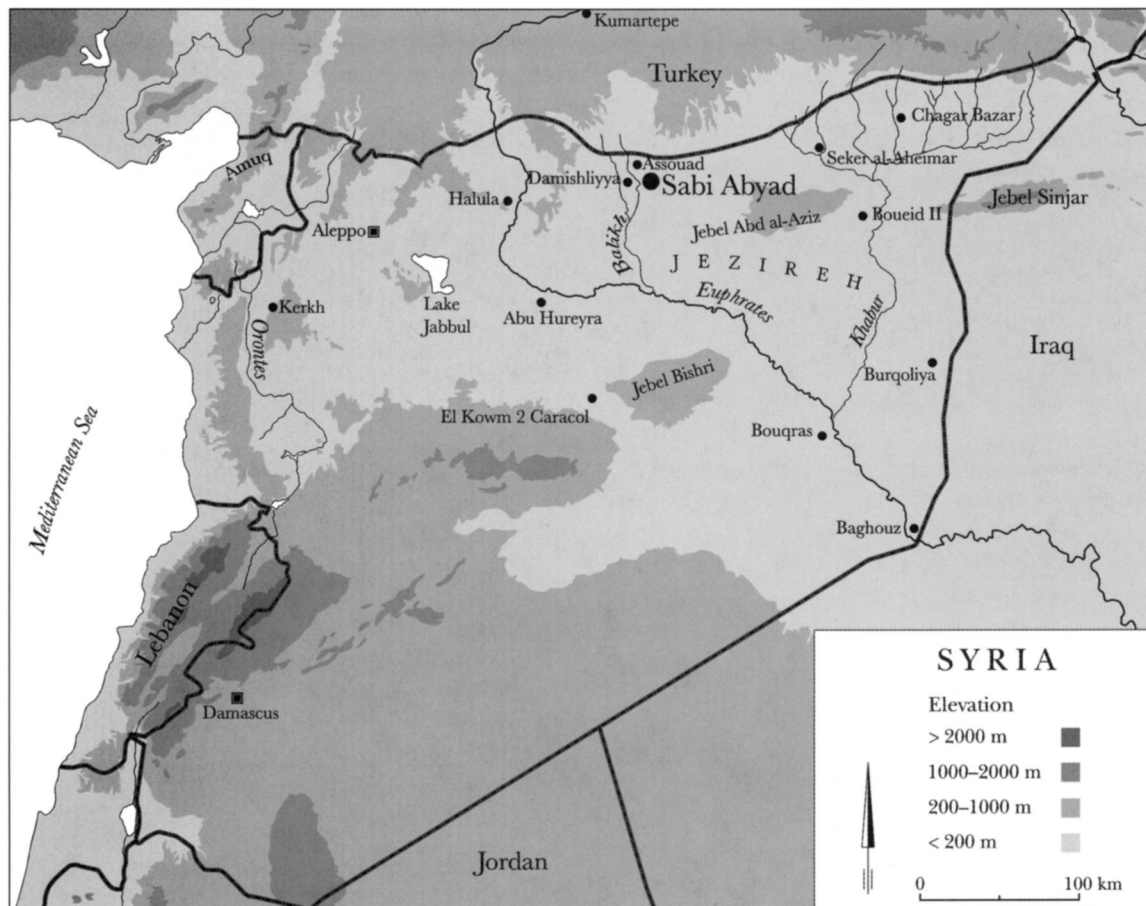 Kumartepe
Turkey
Chagar Bazar
Amuq
Assouad
Seker al-Aheimar
Damishliyya
Sabi Abyad
Halula
Jebel Sinjar
Aleppo
Balikh
Jebel Abd al-Aziz
Boueid II
JEZIREH
Kerkh
Lake
Jabbul
Abu Hureyra
Euphrates
Khabur
Orontes
Iraq
Burqoliya
Jebel Bishri
El Kowm 2 Caracol
Bouqras
Mediterranean Sea
Baghouz
Lebanon
Damascus
Jordan
SYRIA
Elevation
> 2000 m
1000–2000 m
200–1000 m
< 200 m
0 100 km